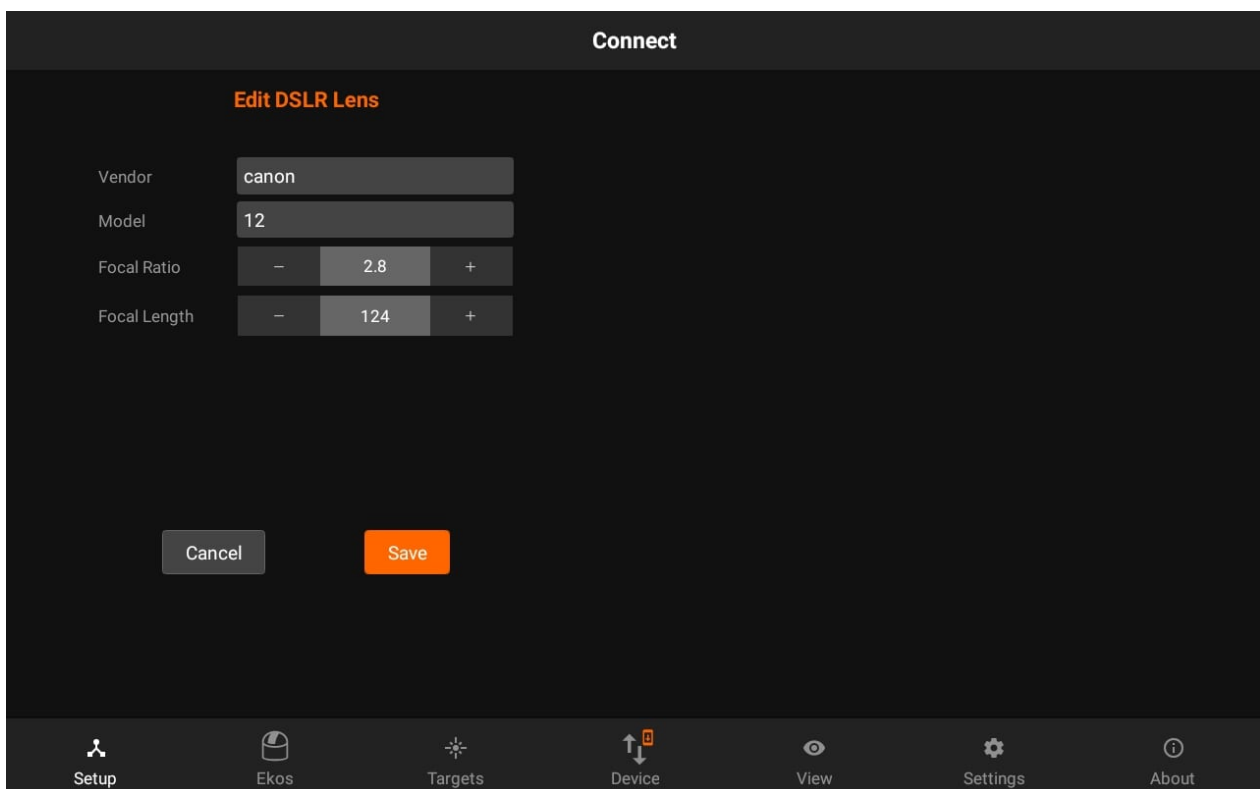 Connect
Edit DSLR Lens
Vendor canon
Model 12
Focal Ratio − 2.8 +
Focal Length − 124 +
Cancel Save
Setup Ekos Targets Device View Settings About